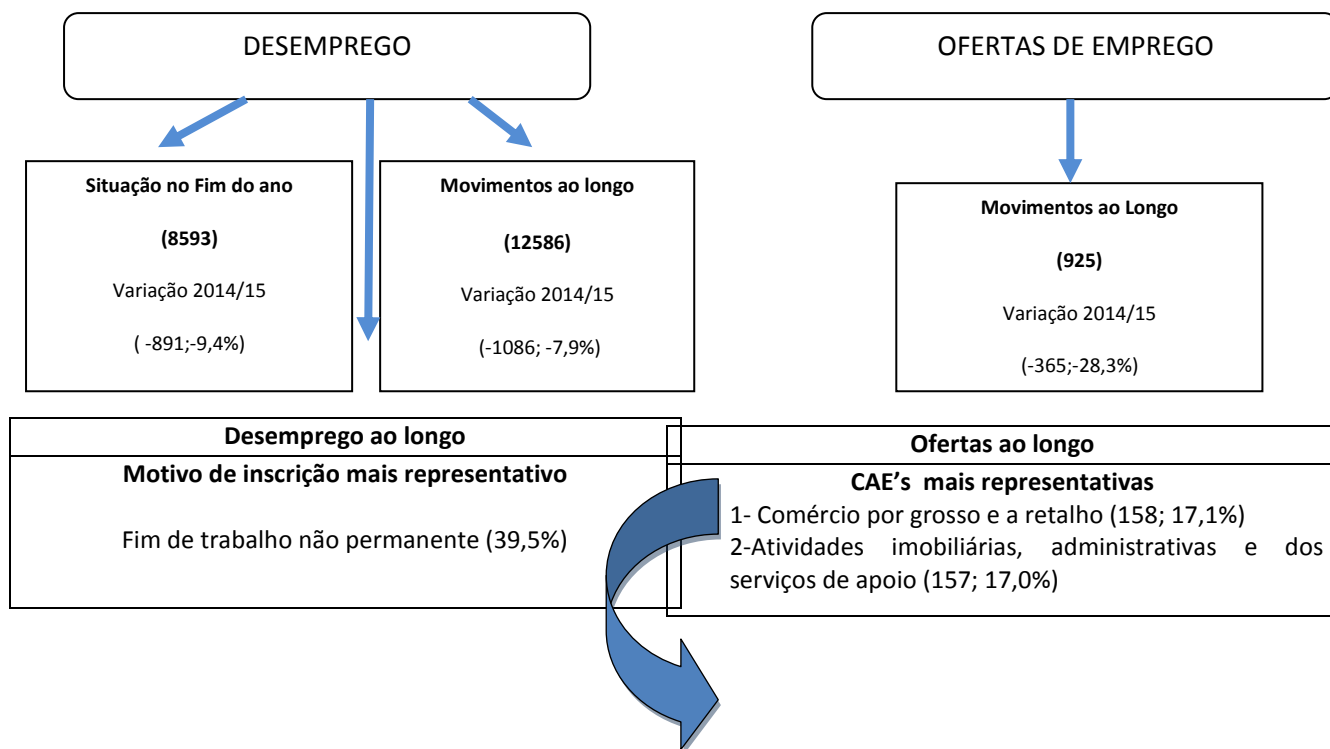 DESEMPREGO
OFERTAS DE EMPREGO
Situação no Fim do ano
(8593)
Variação 2014/15
( -891;-9,4%)
Movimentos ao longo
(12586)
Variação 2014/15
(-1086; -7,9%)
Movimentos ao Longo
(925)
Variação 2014/15
(-365;-28,3%)
Desemprego ao longo
Motivo de inscrição mais representativo
Fim de trabalho não permanente (39,5%)
Ofertas ao longo
CAE's mais representativas
1- Comércio por grosso e a retalho (158; 17,1%)
2-Atividades imobiliárias, administrativas e dos
serviços de apoio (157; 17,0%)